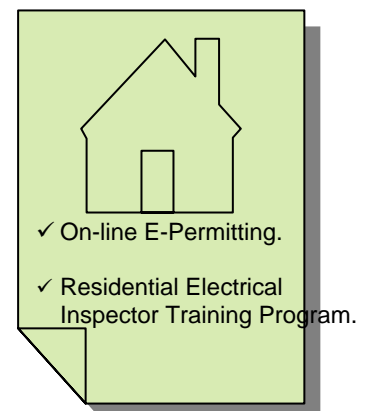 ✓ On-line E-Permitting.
✓ Residential Electrical
Inspector Training Program.